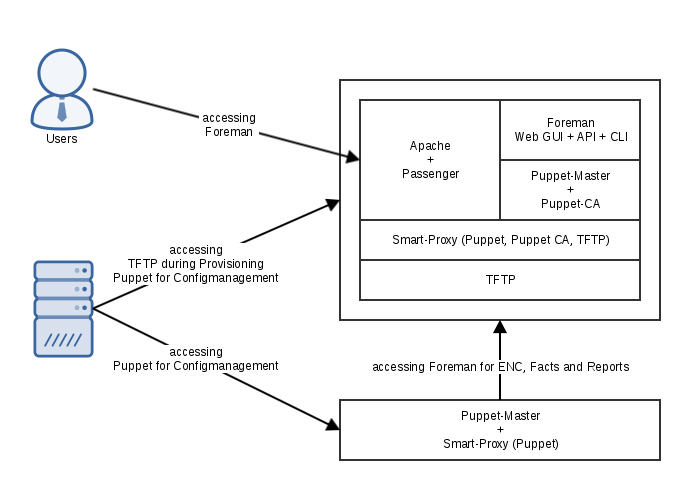 Users
accessing
Foreman
Apache
+
Passenger
Foreman
Web GUI + API + CLI
Puppet-Master
+
Puppet-CA
Smart-Proxy (Puppet, Puppet CA, TFTP)
TFTP
accessing
TFTP during Provisioning
Puppet for Configmanagement
accessing
Puppet for Configmanagement
accessing Foreman for ENC, Facts and Reports
Puppet-Master
+
Smart-Proxy (Puppet)